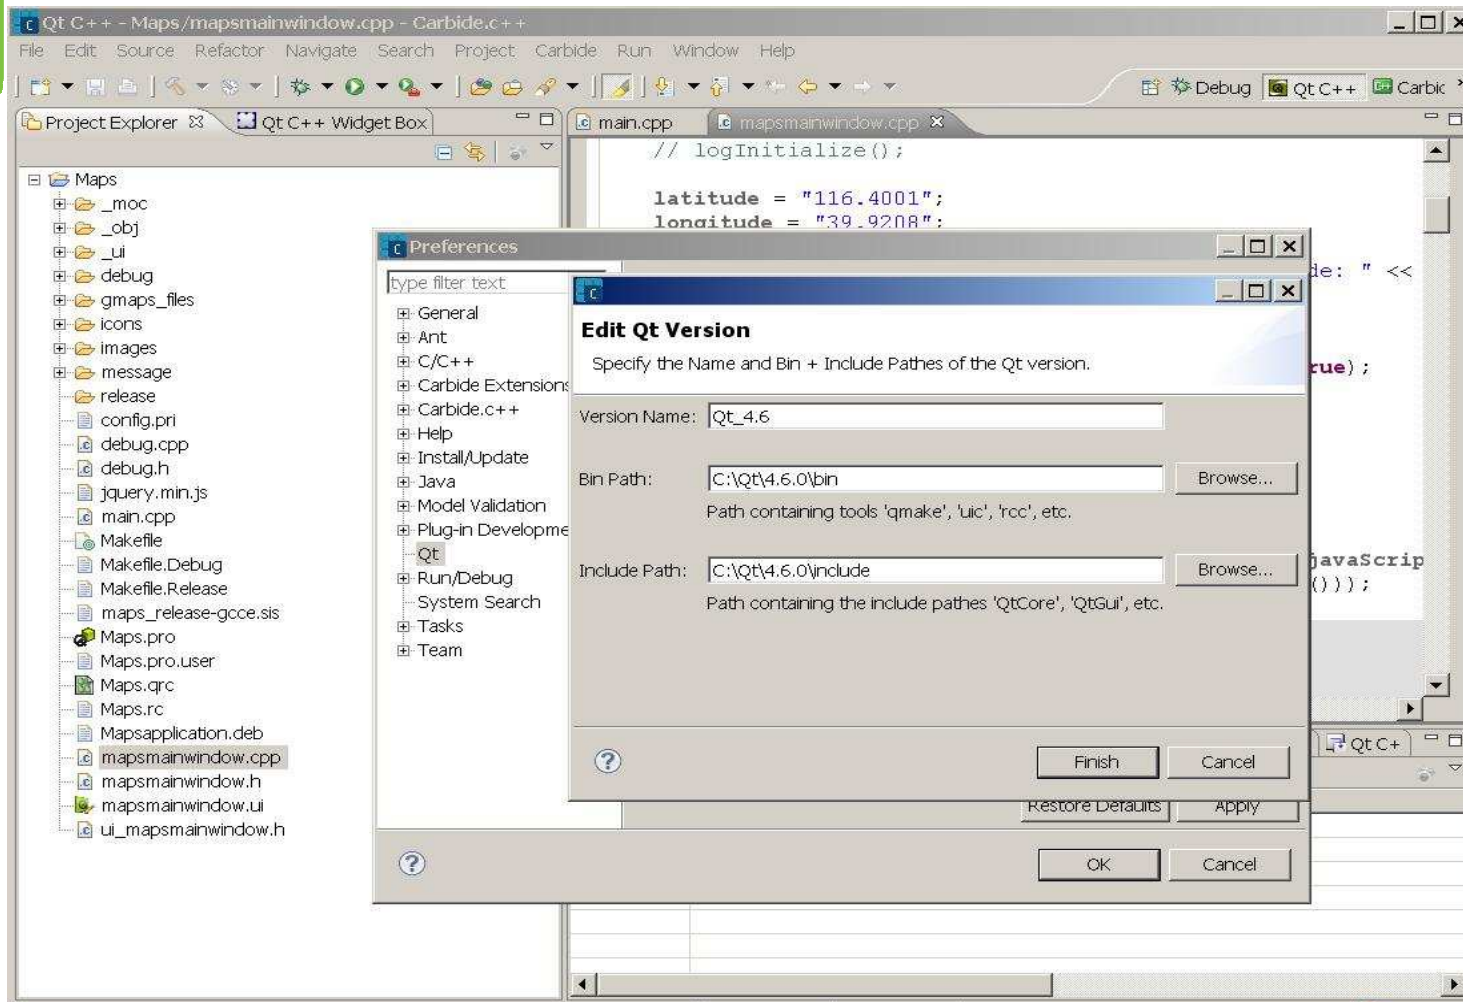 Qt C++ - Maps/mapsmainwindow.cpp - Carbide.c++
File Edit Source Refactor Navigate Search Project Carbide Run Window Help
Debug Qt C++ Carbic
Project Explorer Qt C++ Widget Box
main.cpp mapsmainwindow.cpp
Maps
_moc
_obj
_ui
debug
gmaps_files
icons
images
message
release
config.pri
debug.cpp
debug.h
jquery.min.js
main.cpp
Makefile
Makefile.Debug
Makefile.Release
maps_release-gcce.sis
Maps.pro
Maps.pro.user
Maps.qrc
Maps.rc
Mapsapplication.deb
mapsmainwindow.cpp
mapsmainwindow.h
mapsmainwindow.ui
ui_mapsmainwindow.h
// logInitialize();
latitude = "116.4001";
longitude = "39.9208";
de: " <<
rue);
javaScrip
()));
Qt C+
Preferences
type filter text
General
Ant
C/C++
Carbide Extensions
Carbide.c++
Help
Install/Update
Java
Model Validation
Plug-in Developme
Qt
Run/Debug
System Search
Tasks
Team
Restore Defaults Apply
OK Cancel
Edit Qt Version
Specify the Name and Bin + Include Pathes of the Qt version.
Version Name: Qt_4.6
Bin Path: C:\Qt\4.6.0\bin Browse...
Path containing tools 'qmake', 'uic', 'rcc', etc.
Include Path: C:\Qt\4.6.0\include Browse...
Path containing the include pathes 'QtCore', 'QtGui', etc.
Finish Cancel